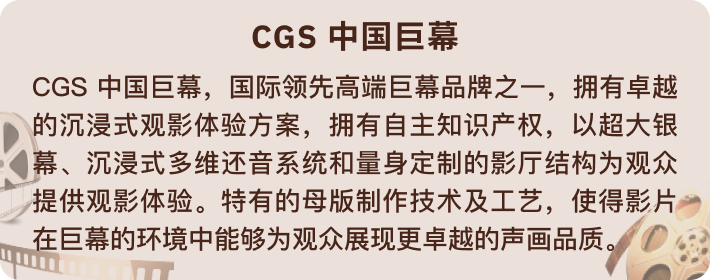 CGS 中国巨幕
CGS 中国巨幕，国际领先高端巨幕品牌之一，拥有卓越
的沉浸式观影体验方案，拥有自主知识产权，以超大银
幕、沉浸式多维还音系统和量身定制的影厅结构为观众
提供观影体验。特有的母版制作技术及工艺，使得影片
在巨幕的环境中能够为观众展现更卓越的声画品质。